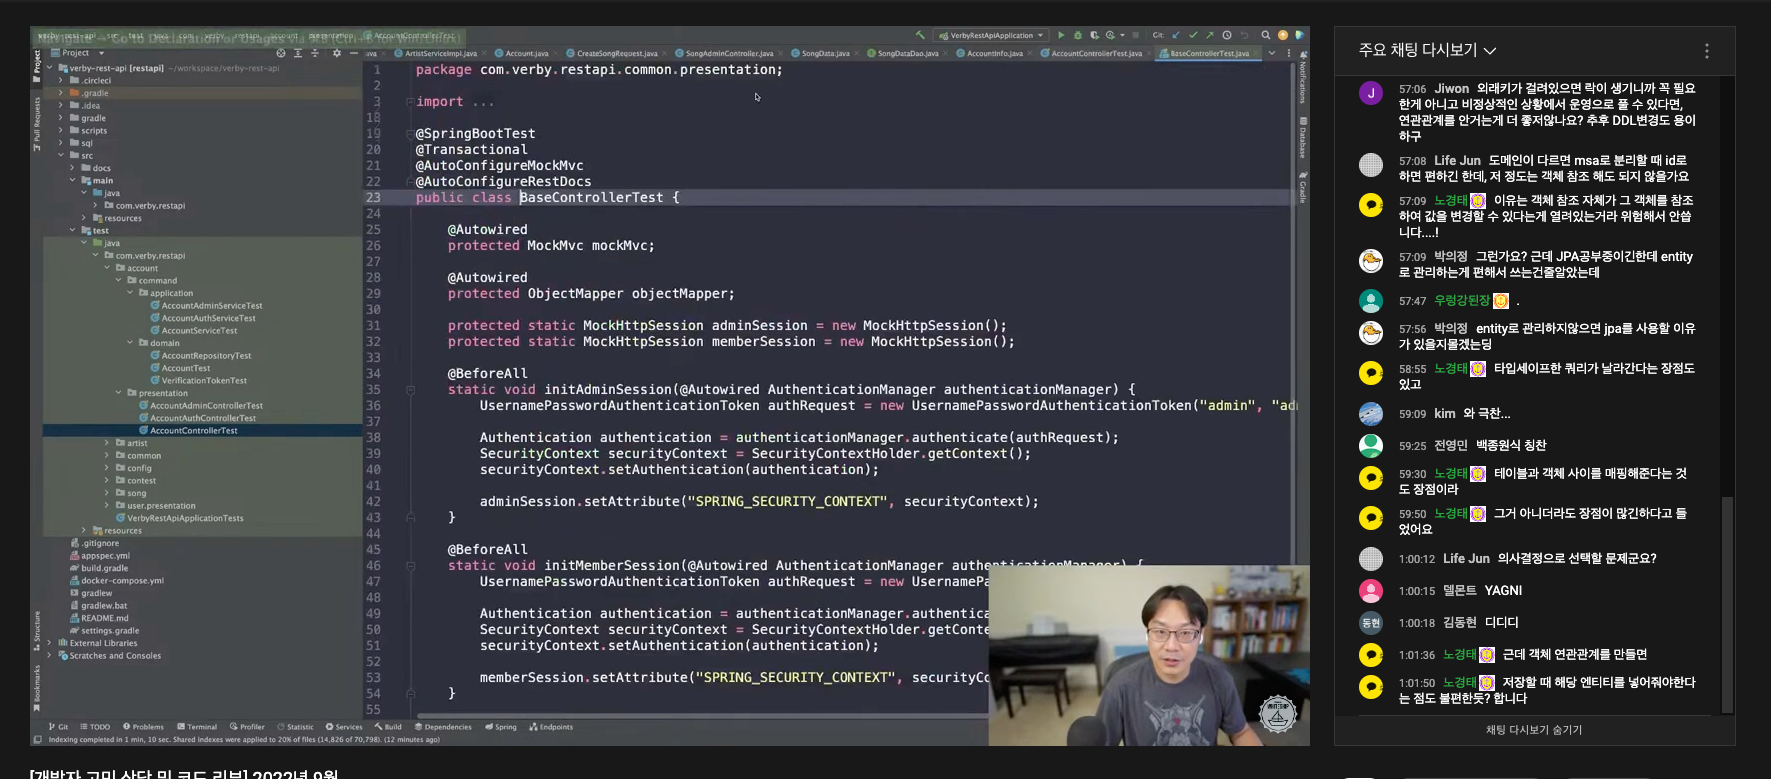 verby-rest-api
VerbyRestApiApplication
Git:
Project
ArtistServiceImpl.java
Account.java
CreateSongRequest.java
SongAdminController.java
SongData.java
SongDataDao.java
AccountInfo.java
AccountControllerTest.java
BaseControllerTest.java
Project
Pull Requests
Structure
Bookmarks
Notifications
Database
Gradle
verby-rest-api [restapi] ~/workspace/verby-rest-api
.circleci
.gradle
.idea
gradle
scripts
sql
src
docs
main
java
com.verby.restapi
resources
test
java
com.verby.restapi
account
command
application
AccountAdminServiceTest
AccountAuthServiceTest
AccountServiceTest
domain
AccountRepositoryTest
AccountTest
VerificationTokenTest
presentation
AccountAdminControllerTest
AccountAuthControllerTest
AccountControllerTest
artist
common
config
contest
song
user.presentation
VerbyRestApiApplicationTests
resources
.gitignore
appspec.yml
build.gradle
docker-compose.yml
gradlew
gradlew.bat
README.md
settings.gradle
External Libraries
Scratches and Consoles
1 package com.verby.restapi.common.presentation;
2
3 import ...
18
19 @SpringBootTest
20 @Transactional
21 @AutoConfigureMockMvc
22 @AutoConfigureRestDocs
23 public class BaseControllerTest {
24
25 @Autowired
26 protected MockMvc mockMvc;
27
28 @Autowired
29 protected ObjectMapper objectMapper;
30
31 protected static MockHttpSession adminSession = new MockHttpSession();
32 protected static MockHttpSession memberSession = new MockHttpSession();
33
34 @BeforeAll
35 static void initAdminSession(@Autowired AuthenticationManager authenticationManager) {
36 UsernamePasswordAuthenticationToken authRequest = new UsernamePasswordAuthenticationToken("admin", "ad
37
38 Authentication authentication = authenticationManager.authenticate(authRequest);
39 SecurityContext securityContext = SecurityContextHolder.getContext();
40 securityContext.setAuthentication(authentication);
41
42 adminSession.setAttribute("SPRING_SECURITY_CONTEXT", securityContext);
43 }
44
45 @BeforeAll
46 static void initMemberSession(@Autowired AuthenticationManager authenticationManager) {
47 UsernamePasswordAuthenticationToken authRequest = new UsernamePa
48
49 Authentication authentication = authenticationManager.authentica
50 SecurityContext securityContext = SecurityContextHolder.getConte
51 securityContext.setAuthentication(authentication);
52
53 memberSession.setAttribute("SPRING_SECURITY_CONTEXT", securityCo
54 }
55
Git TODO Problems Terminal Profiler Statistic Services Build Dependencies Spring Endpoints
Indexing completed in 1 min, 10 sec. Shared indexes were applied to 20% of files (14,826 of 70,798). (12 minutes ago)
WHITESHIP
주요 채팅 다시보기
J
57:06 Jiwon 외래키가 걸려있으면 락이 생기니까 꼭 필요
한게 아니고 비정상적인 상황에서 운영으로 풀 수 있다면,
연관관계를 안거는게 더 좋저않나요? 추후 DDL변경도 용이
하구
57:08 Life Jun 도메인이 다르면 msa로 분리할 때 id로
하면 편하긴 한데, 저 정도는 객체 참조 해도 되지 않을가요
57:09 노경태 이유는 객체 참조 자체가 그 객체를 참조
하여 값을 변경할 수 있다는게 열려있는거라 위험해서 안씁
니다....!
57:09 박의정 그런가요? 근데 JPA공부중이긴한데 entity
로 관리하는게 편해서 쓰는건줄알았는데
57:47 우렁강된장 .
57:56 박의정 entity로 관리하지않으면 jpa를 사용할 이유
가 있을지몰겠는딩
58:55 노경태 타입세이프한 쿼리가 날라간다는 장점도
있고
59:09 kim 와 극찬...
59:25 전영민 백종원식 칭찬
59:30 노경태 테이블과 객체 사이를 매핑해준다는 것
도 장점이라
59:50 노경태 그거 아니더라도 장점이 많긴하다고 들
었어요
1:00:12 Life Jun 의사결정으로 선택할 문제군요?
1:00:15 델몬트 YAGNI
동현
1:00:18 김동현 디디디
1:01:36 노경태 근데 객체 연관관계를 만들면
1:01:50 노경태 저장할 때 해당 엔티티를 넣어줘야한다
는 점도 불편한듯? 합니다
채팅 다시보기 숨기기
[개발자 고민 상담 및 코드 리뷰] 2022년 9월